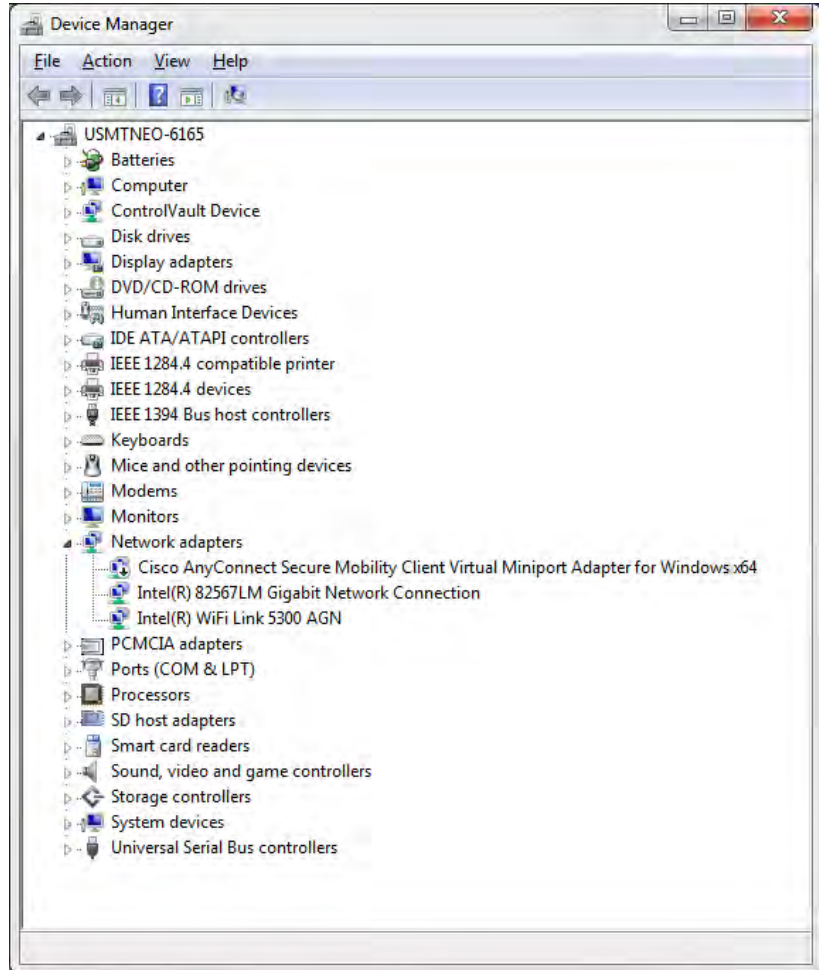 Device Manager
File Action View Help
USMTNEO-6165
Batteries
Computer
ControlVault Device
Disk drives
Display adapters
DVD/CD-ROM drives
Human Interface Devices
IDE ATA/ATAPI controllers
IEEE 1284.4 compatible printer
IEEE 1284.4 devices
IEEE 1394 Bus host controllers
Keyboards
Mice and other pointing devices
Modems
Monitors
Network adapters
Cisco AnyConnect Secure Mobility Client Virtual Miniport Adapter for Windows x64
Intel(R) 82567LM Gigabit Network Connection
Intel(R) WiFi Link 5300 AGN
PCMCIA adapters
Ports (COM & LPT)
Processors
SD host adapters
Smart card readers
Sound, video and game controllers
Storage controllers
System devices
Universal Serial Bus controllers